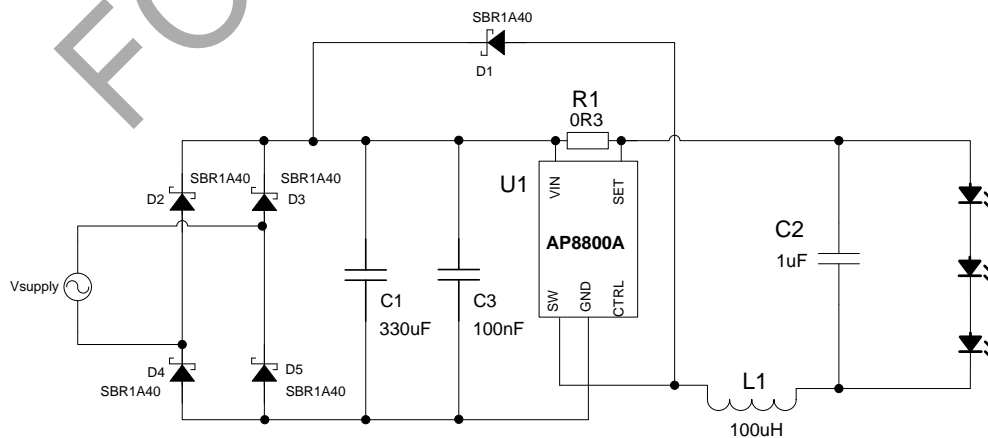 FO
SBR1A40
D1
R1
0R3
SBR1A40
SBR1A40
D2
D3
U1
VIN
SET
AP8800A
SW
GND
CTRL
C2
1uF
Vsupply
C1
330uF
C3
100nF
D4
SBR1A40
D5
SBR1A40
L1
100uH